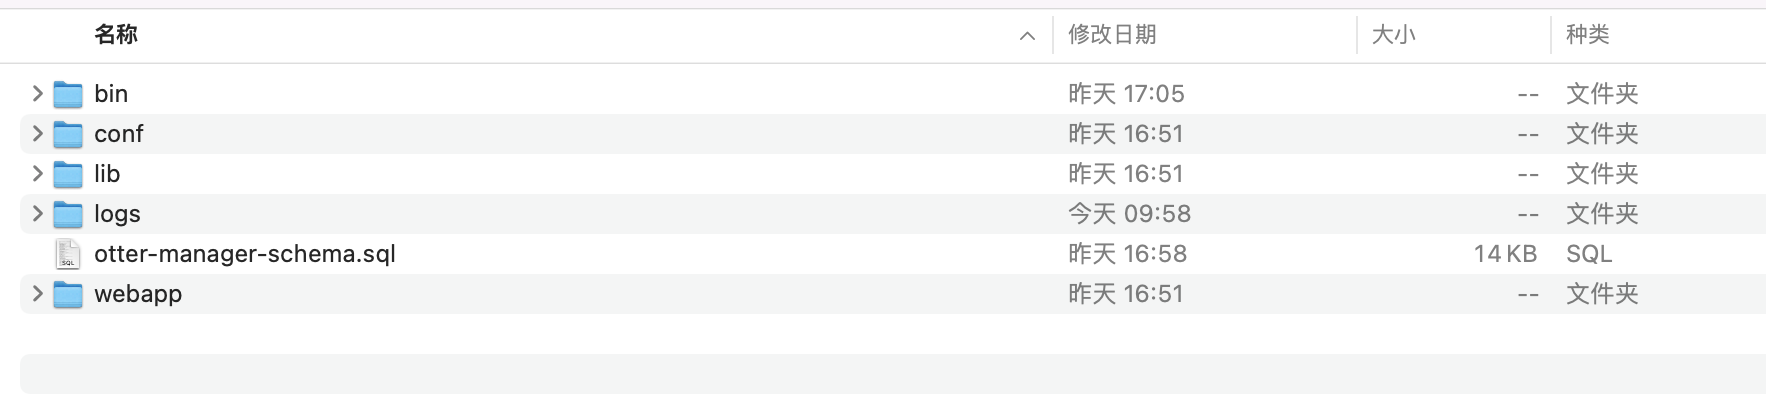 名称 修改日期 大小 种类
bin 昨天 17:05 -- 文件夹
conf 昨天 16:51 -- 文件夹
lib 昨天 16:51 -- 文件夹
logs 今天 09:58 -- 文件夹
SQL otter-manager-schema.sql 昨天 16:58 14 KB SQL
webapp 昨天 16:51 -- 文件夹